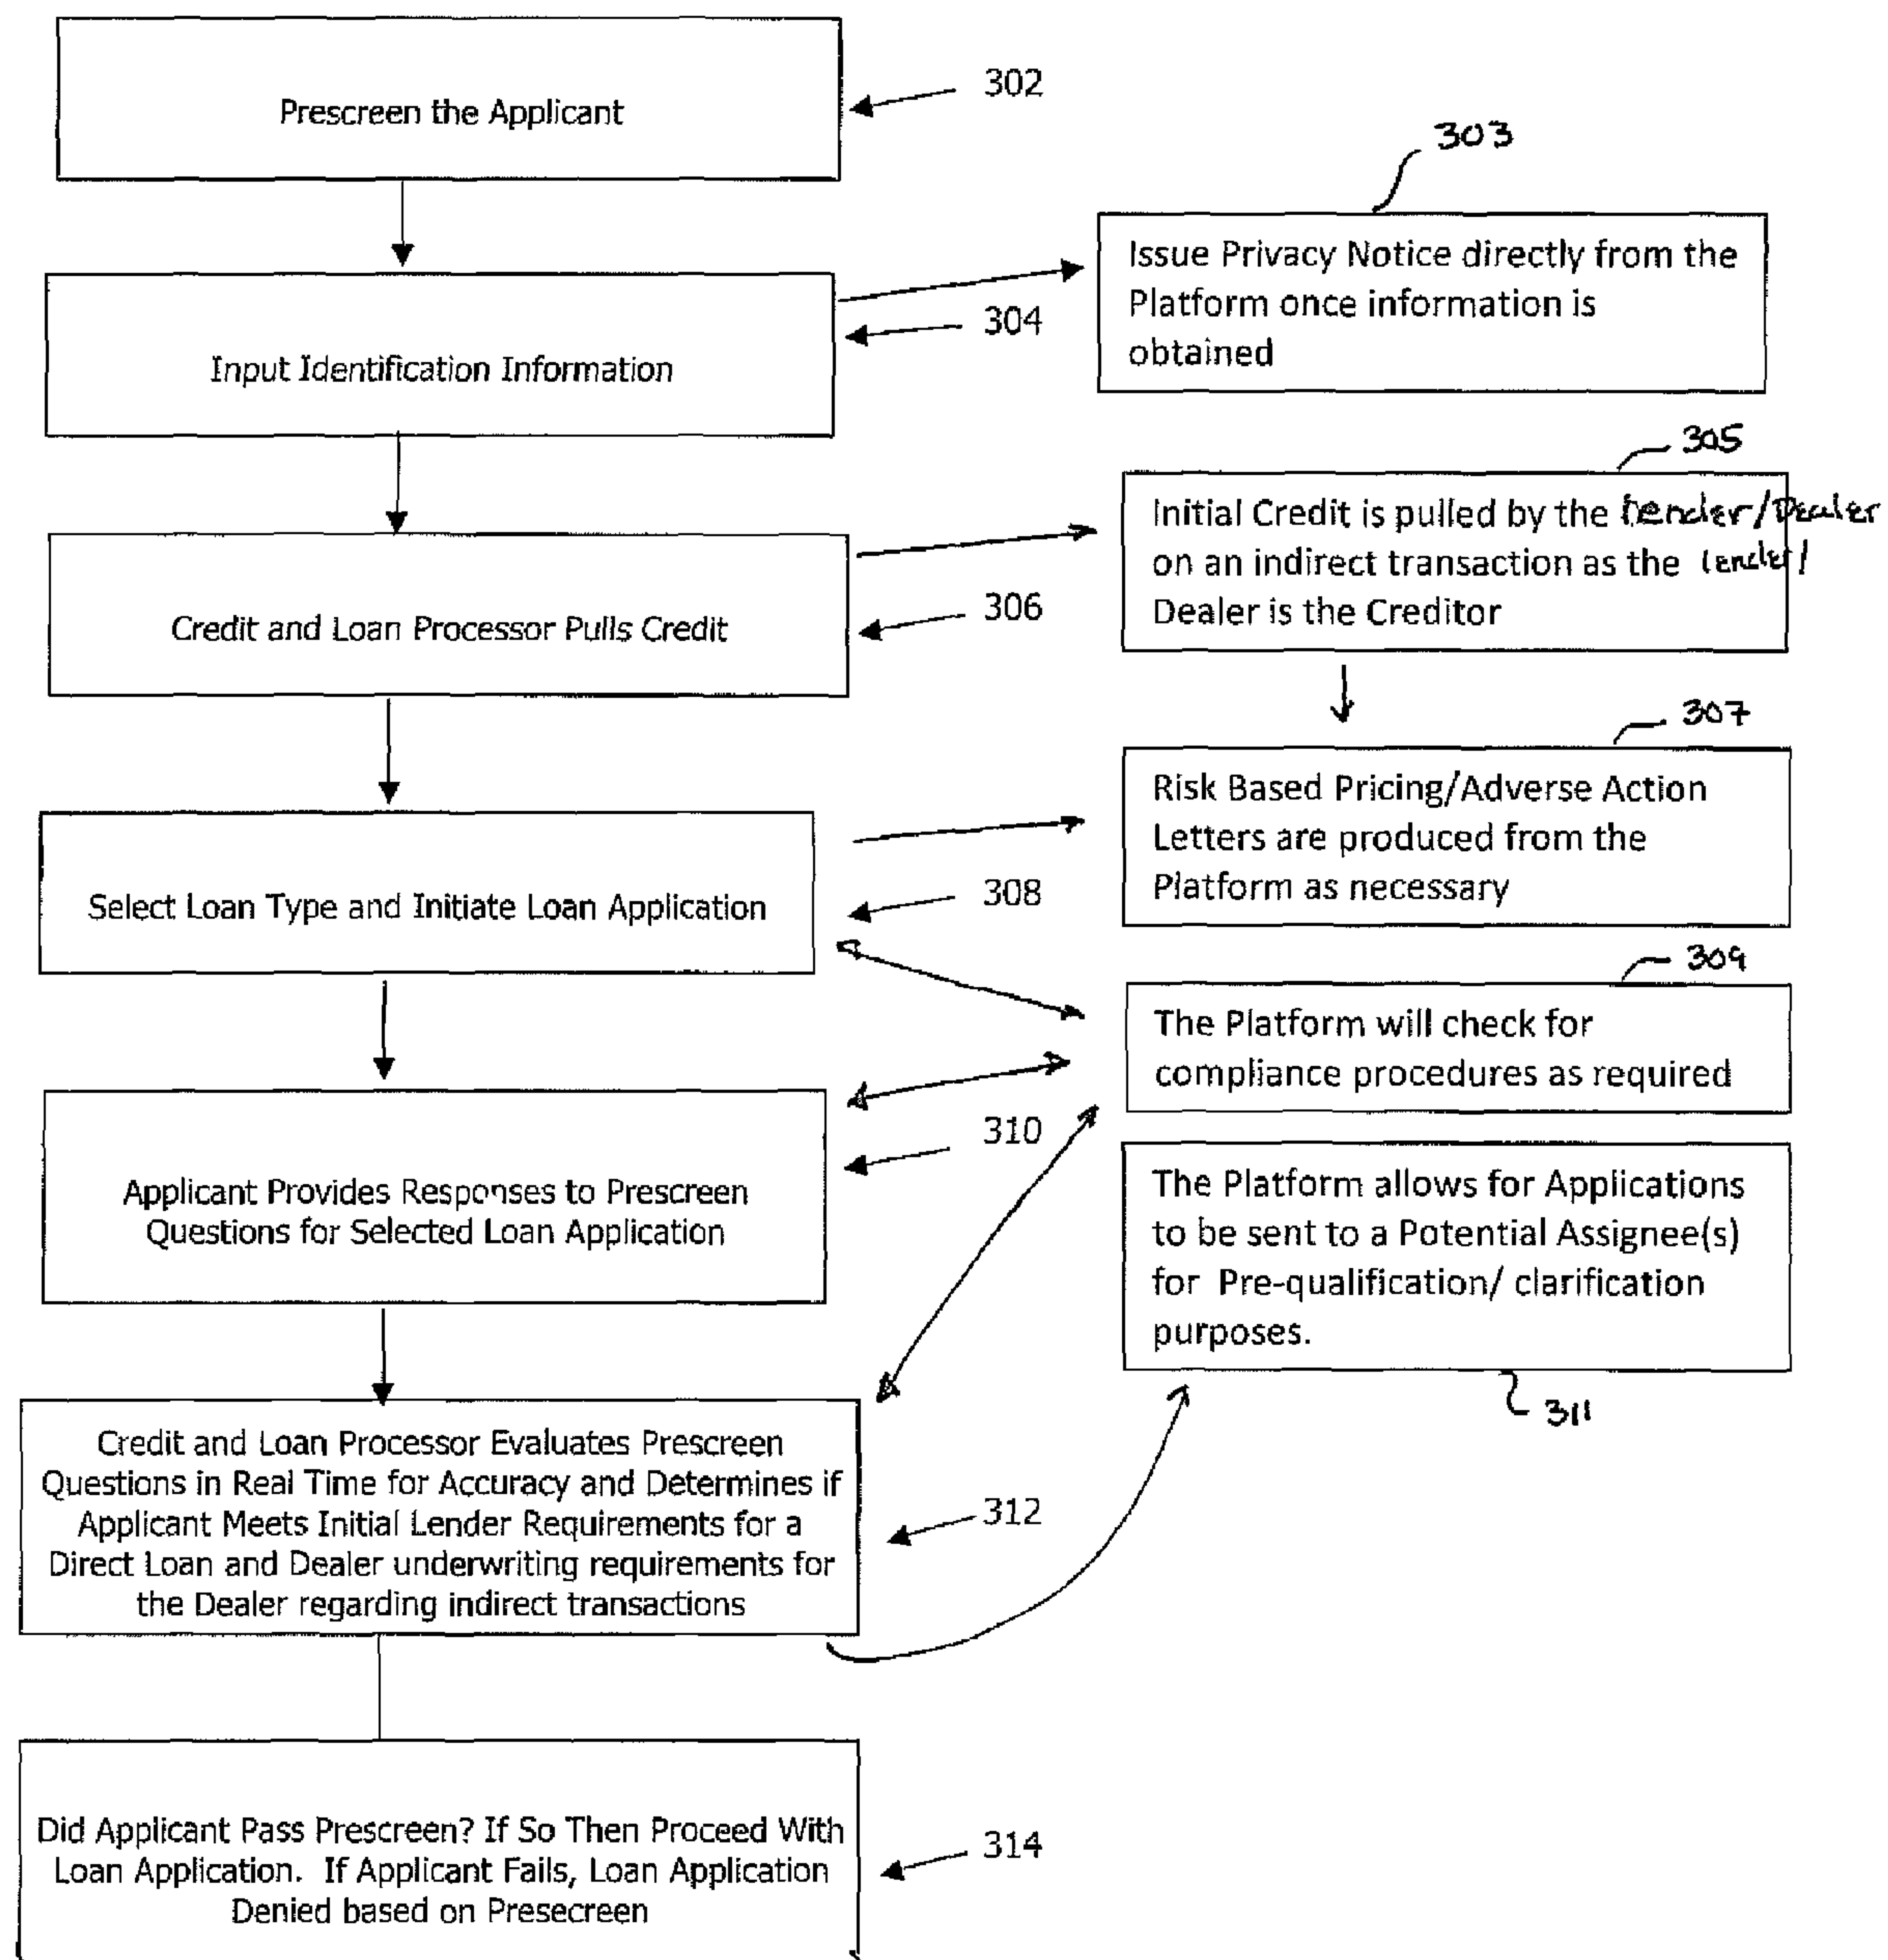 Prescreen the Applicant
302
303
Issue Privacy Notice directly from the
Platform once information is
obtained
304
Input Identification Information
305
Initial Credit is pulled by the Lender/Dealer
on an indirect transaction as the lender/
Dealer is the Creditor
306
Credit and Loan Processor Pulls Credit
307
Risk Based Pricing/Adverse Action
Letters are produced from the
Platform as necessary
308
Select Loan Type and Initiate Loan Application
309
The Platform will check for
compliance procedures as required
310
Applicant Provides Responses to Prescreen
Questions for Selected Loan Application
The Platform allows for Applications
to be sent to a Potential Assignee(s)
for Pre-qualification/ clarification
purposes.
311
Credit and Loan Processor Evaluates Prescreen
Questions in Real Time for Accuracy and Determines if
Applicant Meets Initial Lender Requirements for a
Direct Loan and Dealer underwriting requirements for
the Dealer regarding indirect transactions
312
Did Applicant Pass Prescreen? If So Then Proceed With
Loan Application. If Applicant Fails, Loan Application
Denied based on Presecreen
314